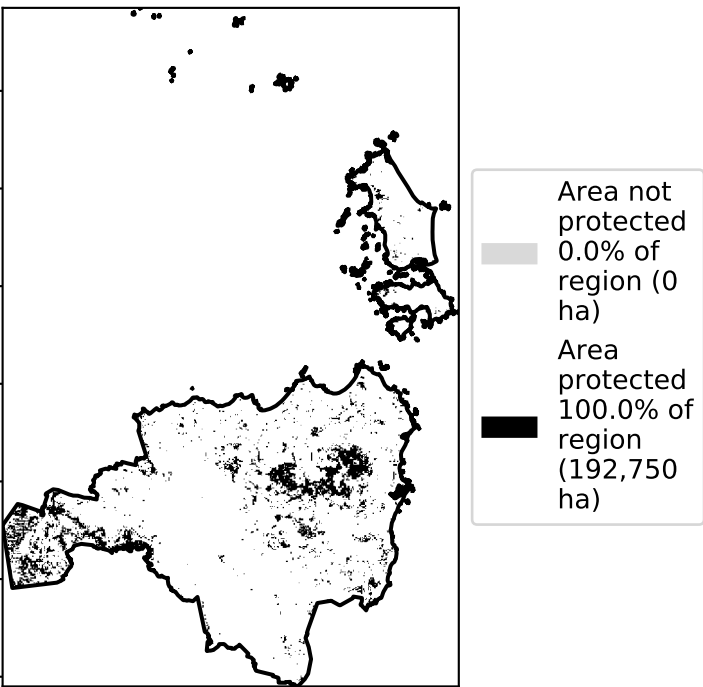 Area not
protected
0.0% of
region (0
ha)
Area
protected
100.0% of
region
(192,750
ha)